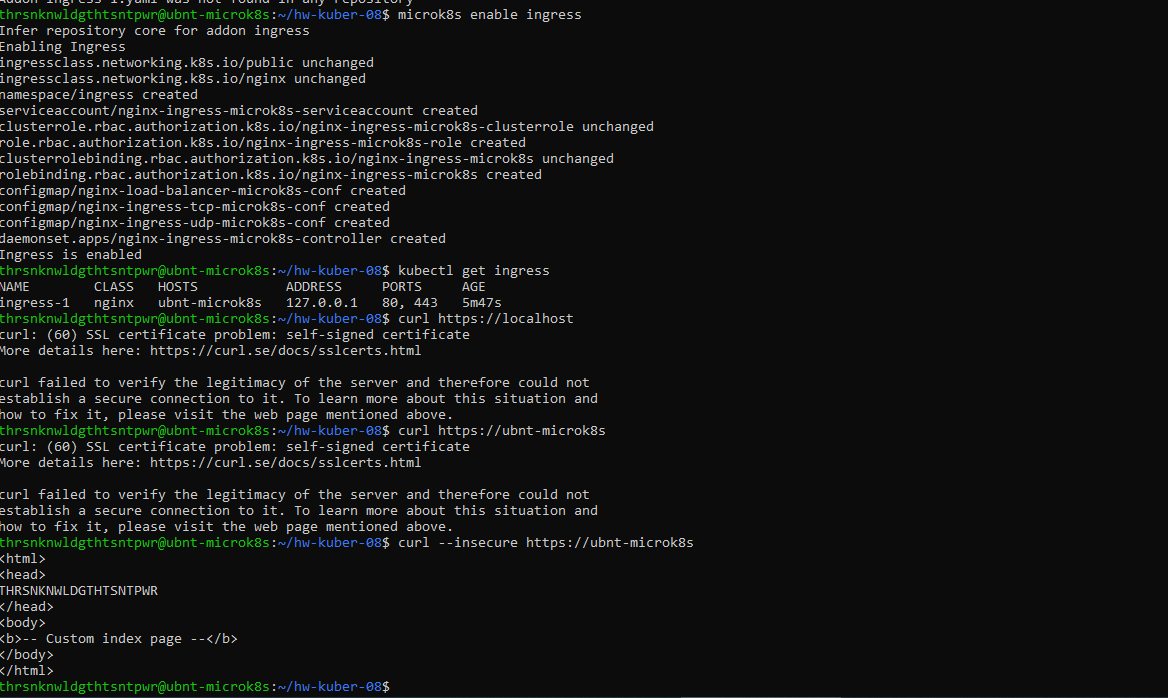 Addon ingress-1.yaml was not found in any repository
thrsnknwldgthtsntpwr@ubnt-microk8s:~/hw-kuber-08$ microk8s enable ingress
Infer repository core for addon ingress
Enabling Ingress
ingressclass.networking.k8s.io/public unchanged
ingressclass.networking.k8s.io/nginx unchanged
namespace/ingress created
serviceaccount/nginx-ingress-microk8s-serviceaccount created
clusterrole.rbac.authorization.k8s.io/nginx-ingress-microk8s-clusterrole unchanged
role.rbac.authorization.k8s.io/nginx-ingress-microk8s-role created
clusterrolebinding.rbac.authorization.k8s.io/nginx-ingress-microk8s unchanged
rolebinding.rbac.authorization.k8s.io/nginx-ingress-microk8s created
configmap/nginx-load-balancer-microk8s-conf created
configmap/nginx-ingress-tcp-microk8s-conf created
configmap/nginx-ingress-udp-microk8s-conf created
daemonset.apps/nginx-ingress-microk8s-controller created
Ingress is enabled
thrsnknwldgthtsntpwr@ubnt-microk8s:~/hw-kuber-08$ kubectl get ingress
NAME CLASS HOSTS ADDRESS PORTS AGE
ingress-1 nginx ubnt-microk8s 127.0.0.1 80, 443 5m47s
thrsnknwldgthtsntpwr@ubnt-microk8s:~/hw-kuber-08$ curl https://localhost
curl: (60) SSL certificate problem: self-signed certificate
More details here: https://curl.se/docs/sslcerts.html
curl failed to verify the legitimacy of the server and therefore could not
establish a secure connection to it. To learn more about this situation and
how to fix it, please visit the web page mentioned above.
thrsnknwldgthtsntpwr@ubnt-microk8s:~/hw-kuber-08$ curl https://ubnt-microk8s
curl: (60) SSL certificate problem: self-signed certificate
More details here: https://curl.se/docs/sslcerts.html
curl failed to verify the legitimacy of the server and therefore could not
establish a secure connection to it. To learn more about this situation and
how to fix it, please visit the web page mentioned above.
thrsnknwldgthtsntpwr@ubnt-microk8s:~/hw-kuber-08$ curl --insecure https://ubnt-microk8s
<html>
<head>
THRSNKNWLDGTHTSNTPWR
</head>
<body>
<b>-- Custom index page --</b>
</body>
</html>
thrsnknwldgthtsntpwr@ubnt-microk8s:~/hw-kuber-08$